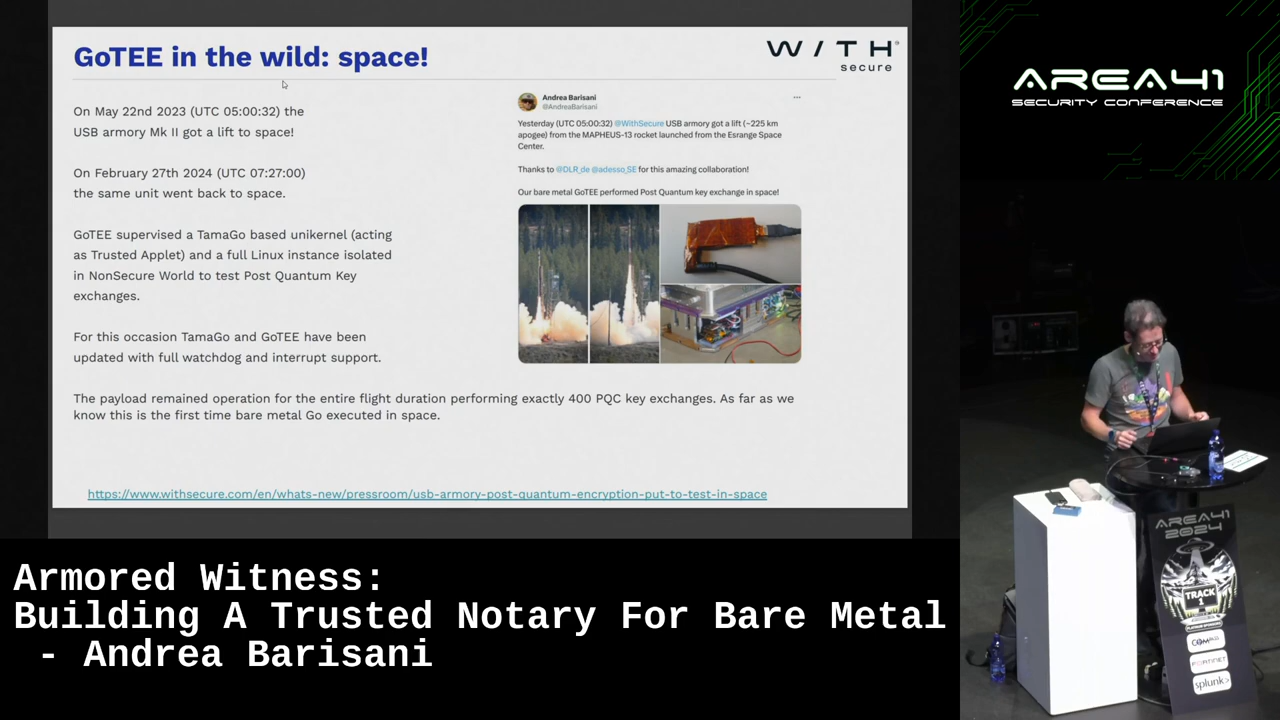 GoTEE in the wild: space!
W / T H
secure
On May 22nd 2023 (UTC 05:00:32) the
USB armory Mk II got a lift to space!
On February 27th 2024 (UTC 07:27:00)
the same unit went back to space.
GoTEE supervised a TamaGo based unikernel (acting
as Trusted Applet) and a full Linux instance isolated
in NonSecure World to test Post Quantum Key
exchanges.
For this occasion TamaGo and GoTEE have been
updated with full watchdog and interrupt support.
Andrea Barisani
@AndreaBarisani
Yesterday (UTC 05:00:32) @WithSecure USB armory got a lift (~225 km
apogee) from the MAPHEUS-13 rocket launched from the Esrange Space
Center.
Thanks to @DLR_de @adesso_SE for this amazing collaboration!
Our bare metal GoTEE performed Post Quantum key exchange in space!
The payload remained operation for the entire flight duration performing exactly 400 PQC key exchanges. As far as we
know this is the first time bare metal Go executed in space.
https://www.withsecure.com/en/whats-new/pressroom/usb-armory-post-quantum-encryption-put-to-test-in-space
AREA41
SECURITY CONFERENCE
AREA41
2024
TRACK
1
COMPASS
FORTINET
splunk>
Armored Witness:
Building A Trusted Notary For Bare Metal
- Andrea Barisani